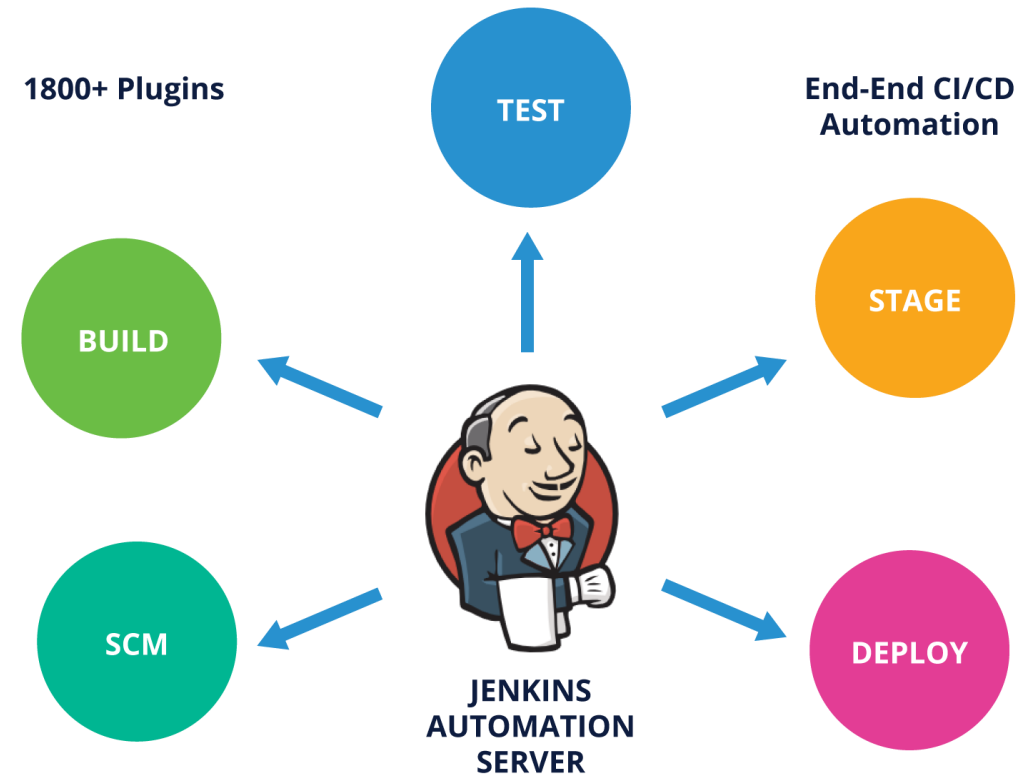 1800+ Plugins
TEST
End-End CI/CD
Automation
BUILD
STAGE
SCM
DEPLOY
JENKINS
AUTOMATION
SERVER